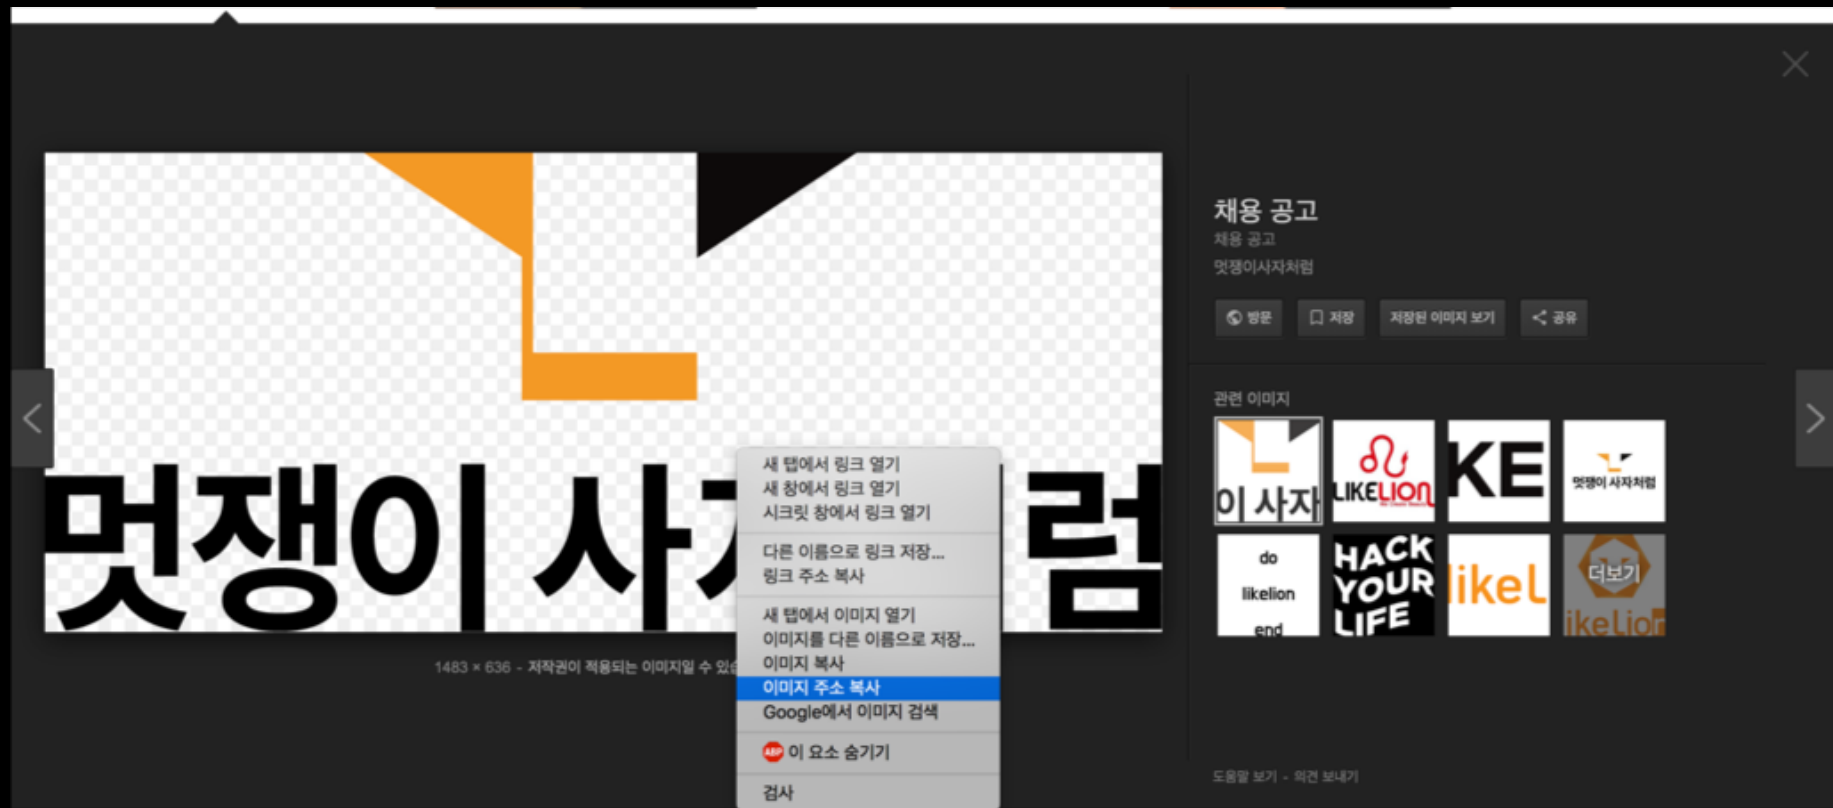 멋쟁이 사자 럼
1483 × 636 - 저작권이 적용되는 이미지일 수
새 탭에서 링크 열기
새 창에서 링크 열기
시크릿 창에서 링크 열기
다른 이름으로 링크 저장...
링크 주소 복사
새 탭에서 이미지 열기
이미지를 다른 이름으로 저장...
이미지 복사
이미지 주소 복사
Google에서 이미지 검색
ABP 이 요소 숨기기
검사
채용 공고
채용 공고
멋쟁이사자처럼
방문 저장 저장된 이미지 보기 공유
관련 이미지
이 사자
LIKELION
KE
멋쟁이 사자처럼
do
likelion
end
HACK
YOUR
LIFE
likeL
더보기
ikeLion
도움말 보기 - 의견 보내기